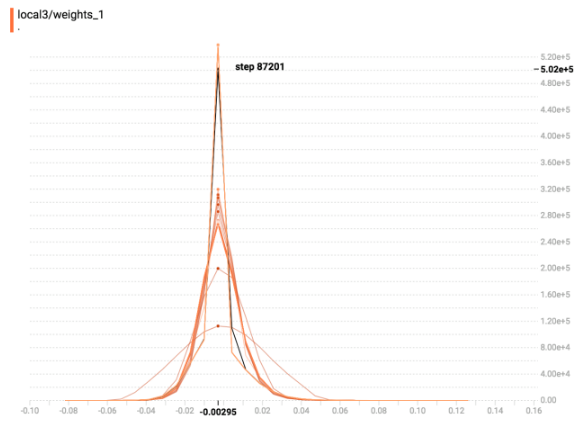 local3/weights_1
.
step 87201
5.20e+5
5.02e+5
4.80e+5
4.40e+5
4.00e+5
3.60e+5
3.20e+5
2.80e+5
2.40e+5
2.00e+5
1.60e+5
1.20e+5
8.00e+4
4.00e+4
0.00
-0.10 -0.08 -0.06 -0.04 -0.02 -0.00295 0.02 0.04 0.06 0.08 0.10 0.12 0.14 0.16